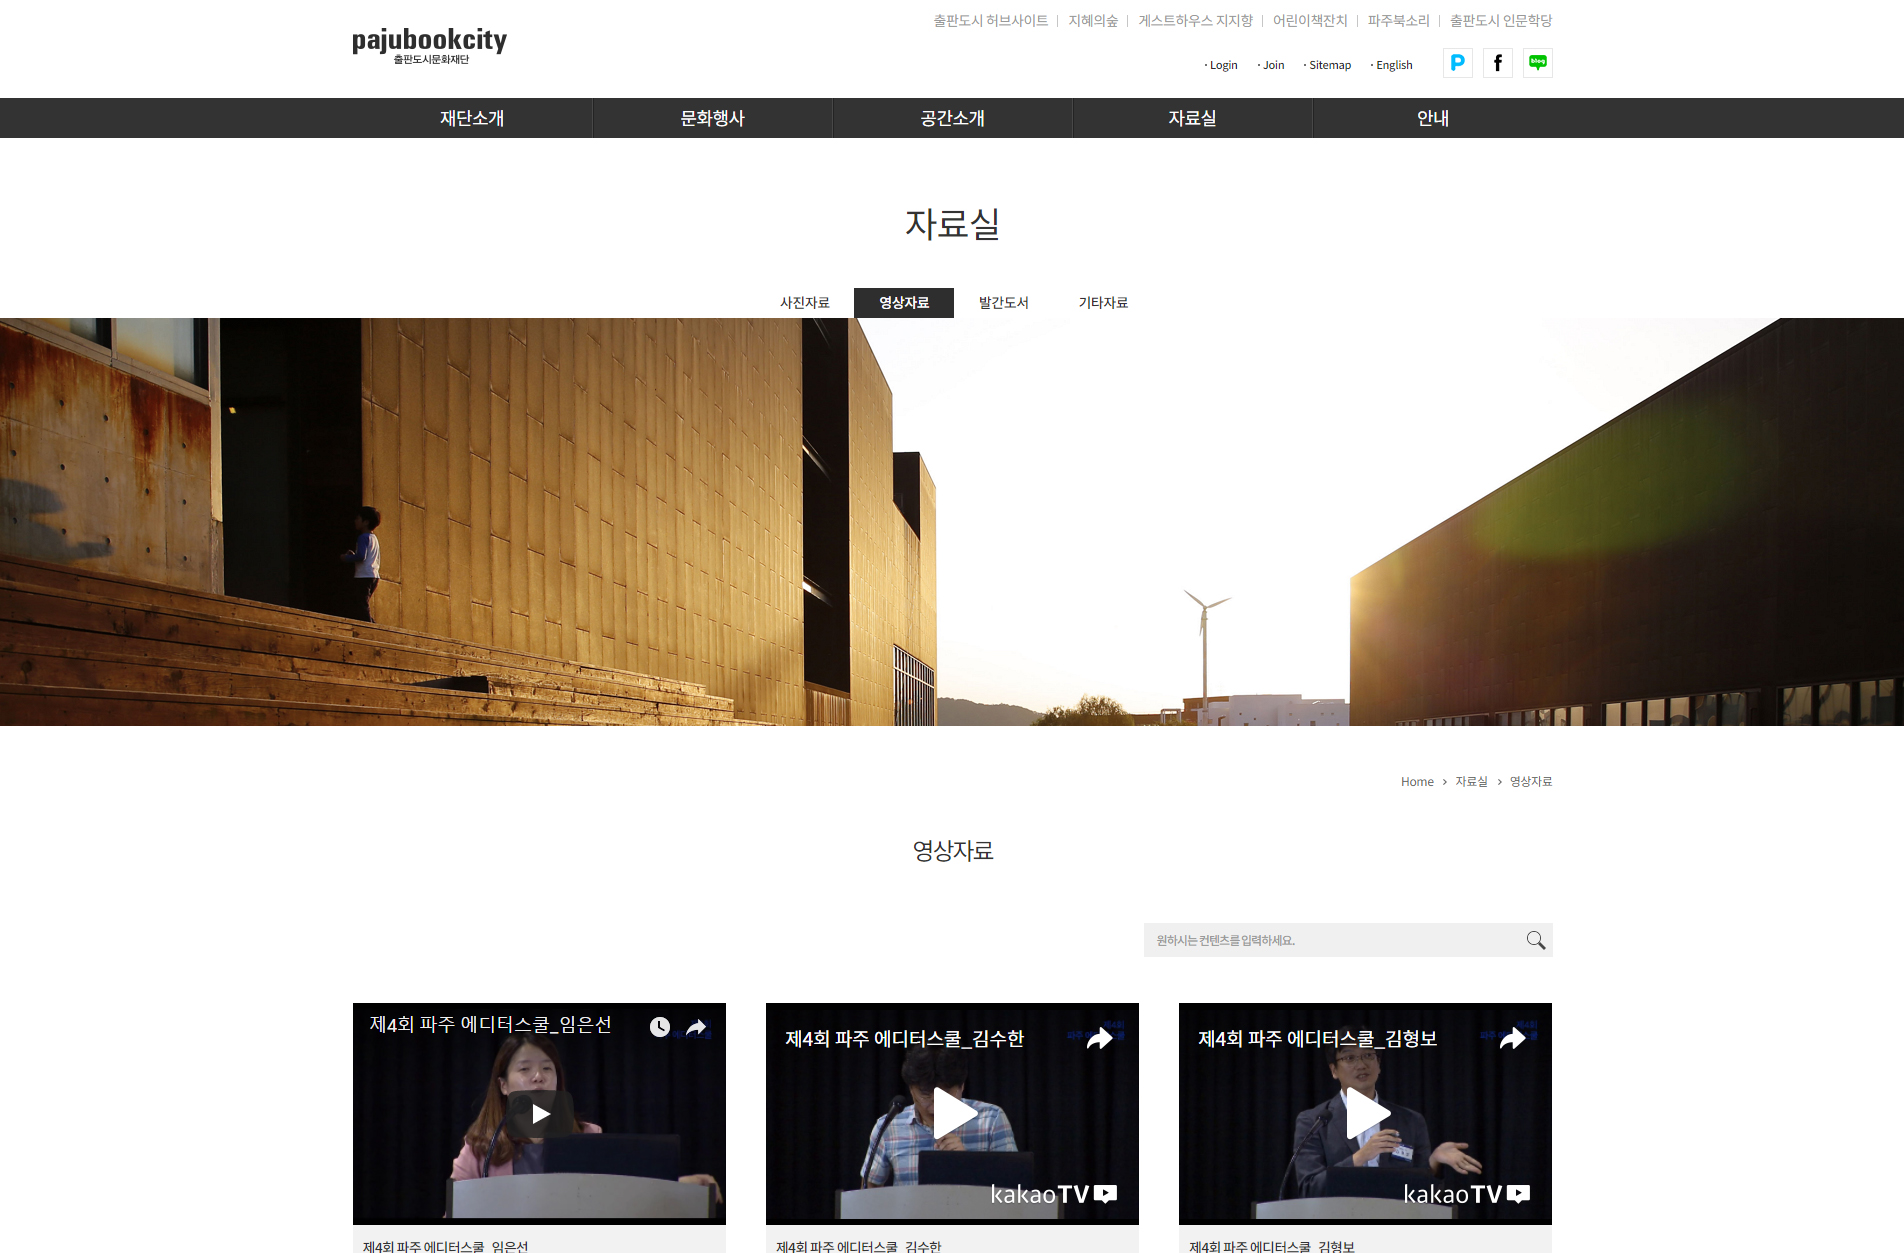 출판도시 허브사이트 지혜의숲 게스트하우스 지지향 어린이책잔치 파주북소리 출판도시 인문학당
pajubookcity
출판도시문화재단
· Login · Join · Sitemap · English
P f blog
재단소개 문화행사 공간소개 자료실 안내
자료실
사진자료 영상자료 발간도서 기타자료
Home > 자료실 > 영상자료
영상자료
원하시는 컨텐츠를 입력하세요.
제4회 파주 에디터스쿨_임은선
제4회 파주 에디터스쿨_김수한
제4회 파주 에디터스쿨_김형보
kakaoTV
kakaoTV
제4회 파주 에디터스쿨_임은선
제4회 파주 에디터스쿨_김수한
제4회 파주 에디터스쿨_김형보